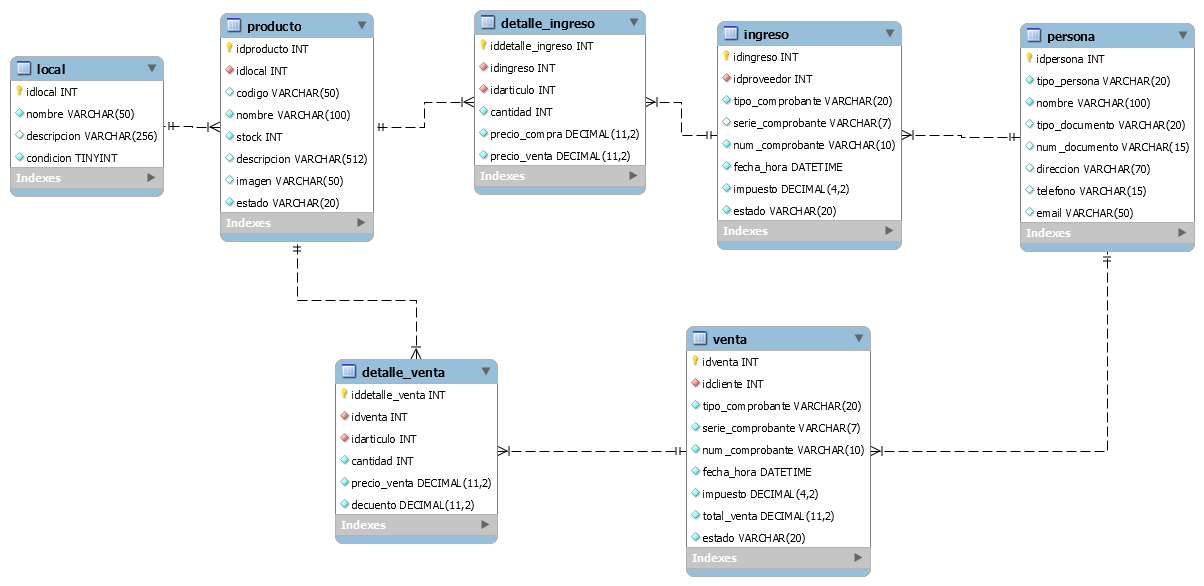 local
idlocal INT
nombre VARCHAR(50)
descripcion VARCHAR(256)
condicion TINYINT
Indexes
producto
idproducto INT
idlocal INT
codigo VARCHAR(50)
nombre VARCHAR(100)
stock INT
descripcion VARCHAR(512)
imagen VARCHAR(50)
estado VARCHAR(20)
Indexes
detalle_ingreso
iddetalle_ingreso INT
idingreso INT
idarticulo INT
cantidad INT
precio_compra DECIMAL(11,2)
precio_venta DECIMAL(11,2)
Indexes
ingreso
idingreso INT
idproveedor INT
tipo_comprobante VARCHAR(20)
serie_comprobante VARCHAR(7)
num_comprobante VARCHAR(10)
fecha_hora DATETIME
impuesto DECIMAL(4,2)
estado VARCHAR(20)
Indexes
persona
idpersona INT
tipo_persona VARCHAR(20)
nombre VARCHAR(100)
tipo_documento VARCHAR(20)
num_documento VARCHAR(15)
direccion VARCHAR(70)
telefono VARCHAR(15)
email VARCHAR(50)
Indexes
detalle_venta
iddetalle_venta INT
idventa INT
idarticulo INT
cantidad INT
precio_venta DECIMAL(11,2)
decuento DECIMAL(11,2)
Indexes
venta
idventa INT
idcliente INT
tipo_comprobante VARCHAR(20)
serie_comprobante VARCHAR(7)
num_comprobante VARCHAR(10)
fecha_hora DATETIME
impuesto DECIMAL(4,2)
total_venta DECIMAL(11,2)
estado VARCHAR(20)
Indexes